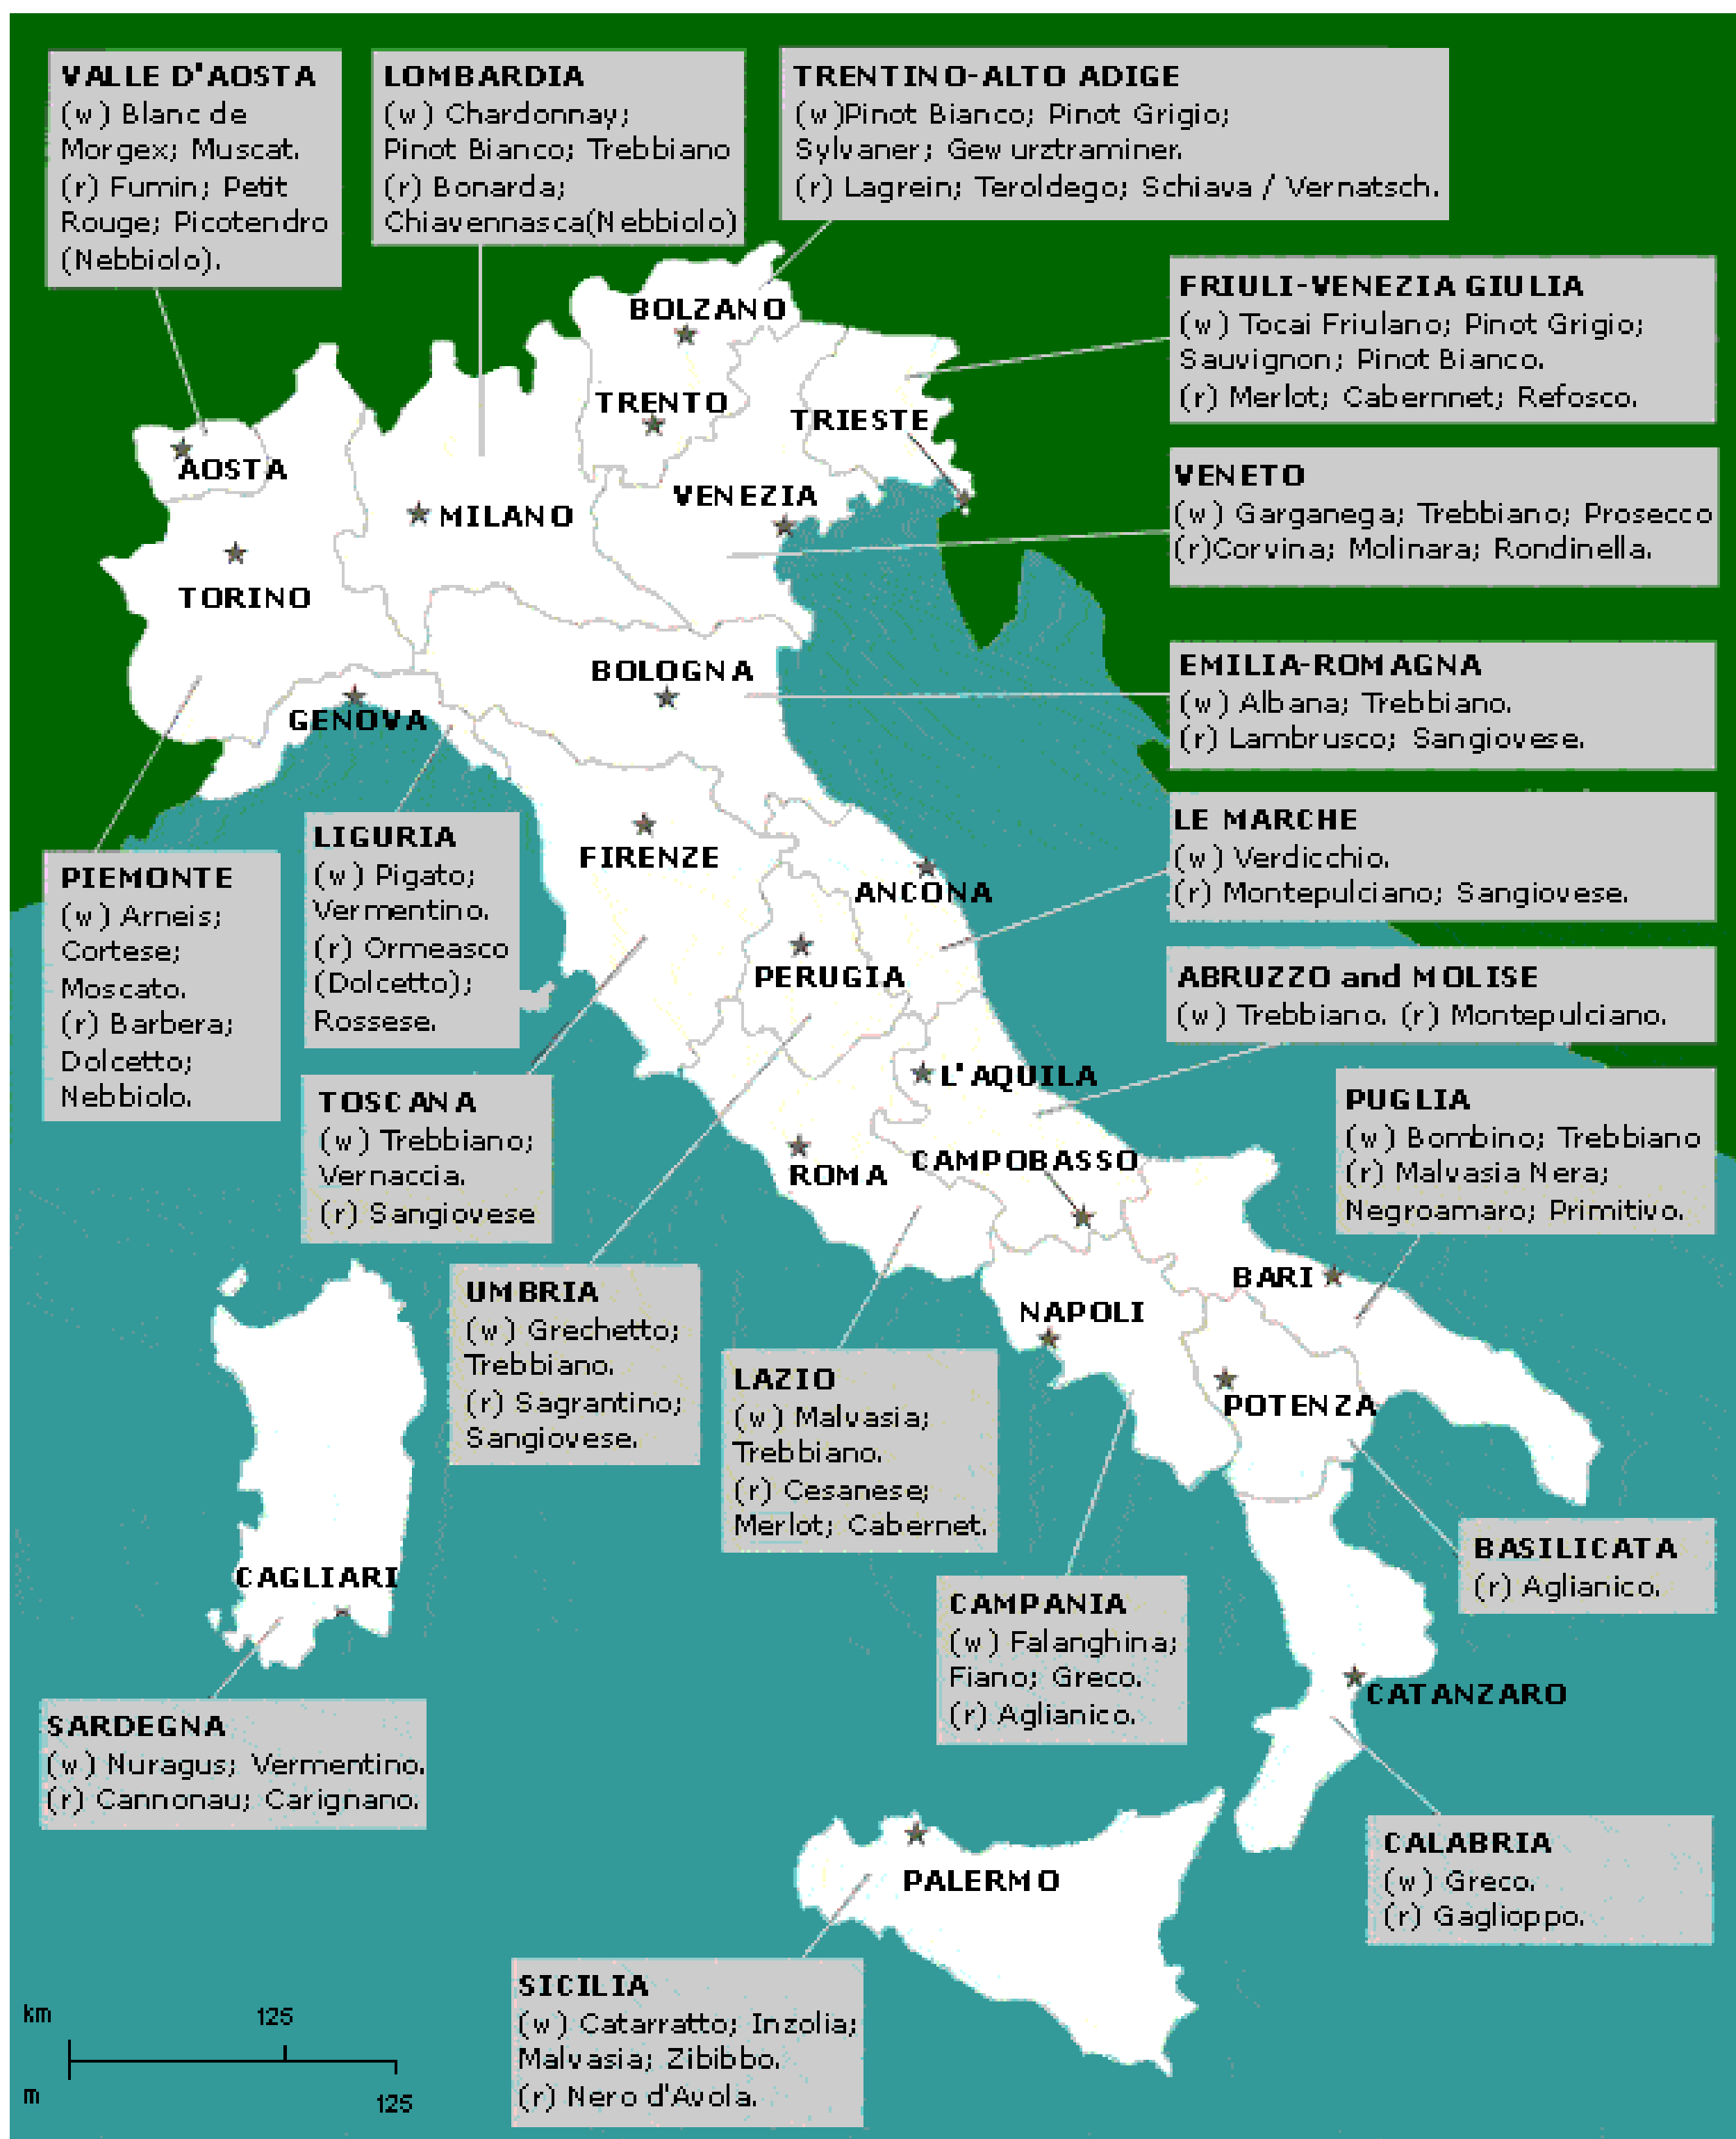 VALLE D'AOSTA
(w) Blanc de
Morgex; Muscat.
(r) Fumin; Petit
Rouge; Picotendro
(Nebbiolo).
LOMBARDIA
(w) Chardonnay;
Pinot Bianco; Trebbiano
(r) Bonarda;
Chiavennasca(Nebbiolo)
TRENTINO-ALTO ADIGE
(w)Pinot Bianco; Pinot Grigio;
Sylvaner; Gewurztraminer.
(r) Lagrein; Teroldego; Schiava / Vernatsch.
FRIULI-VENEZIA GIULIA
(w) Tocai Friulano; Pinot Grigio;
Sauvignon; Pinot Bianco.
(r) Merlot; Cabernnet; Refosco.
VENETO
(w) Garganega; Trebbiano; Prosecco
(r)Corvina; Molinara; Rondinella.
EMILIA-ROMAGNA
(w) Albana; Trebbiano.
(r) Lambrusco; Sangiovese.
LE MARCHE
(w) Verdicchio.
(r) Montepulciano; Sangiovese.
ABRUZZO and MOLISE
(w) Trebbiano. (r) Montepulciano.
PUGLIA
(w) Bombino; Trebbiano
(r) Malvasia Nera;
Negroamaro; Primitivo.
BOLZANO
TRENTO
TRIESTE
AOSTA
VENEZIA
MILANO
TORINO
BOLOGNA
GENOVA
FIRENZE
ANCONA
PERUGIA
L'AQUILA
ROMA
CAMPOBASSO
BARI
NAPOLI
POTENZA
CAGLIARI
CATANZARO
PALERMO
PIEMONTE
(w) Arneis;
Cortese;
Moscato.
(r) Barbera;
Dolcetto;
Nebbiolo.
LIGURIA
(w) Pigato;
Vermentino.
(r) Ormeasco
(Dolcetto);
Rossese.
TOSCANA
(w) Trebbiano;
Vernaccia.
(r) Sangiovese
UMBRIA
(w) Grechetto;
Trebbiano.
(r) Sagrantino;
Sangiovese.
LAZIO
(w) Malvasia;
Trebbiano.
(r) Cesanese;
Merlot; Cabernet.
CAMPANIA
(w) Falanghina;
Fiano; Greco.
(r) Aglianico.
BASILICATA
(r) Aglianico.
SARDEGNA
(w) Nuragus; Vermentino.
(r) Cannonau; Carignano.
CALABRIA
(w) Greco.
(r) Gaglioppo.
SICILIA
(w) Catarratto; Inzolia;
Malvasia; Zibibbo.
(r) Nero d'Avola.
km 125
m 125